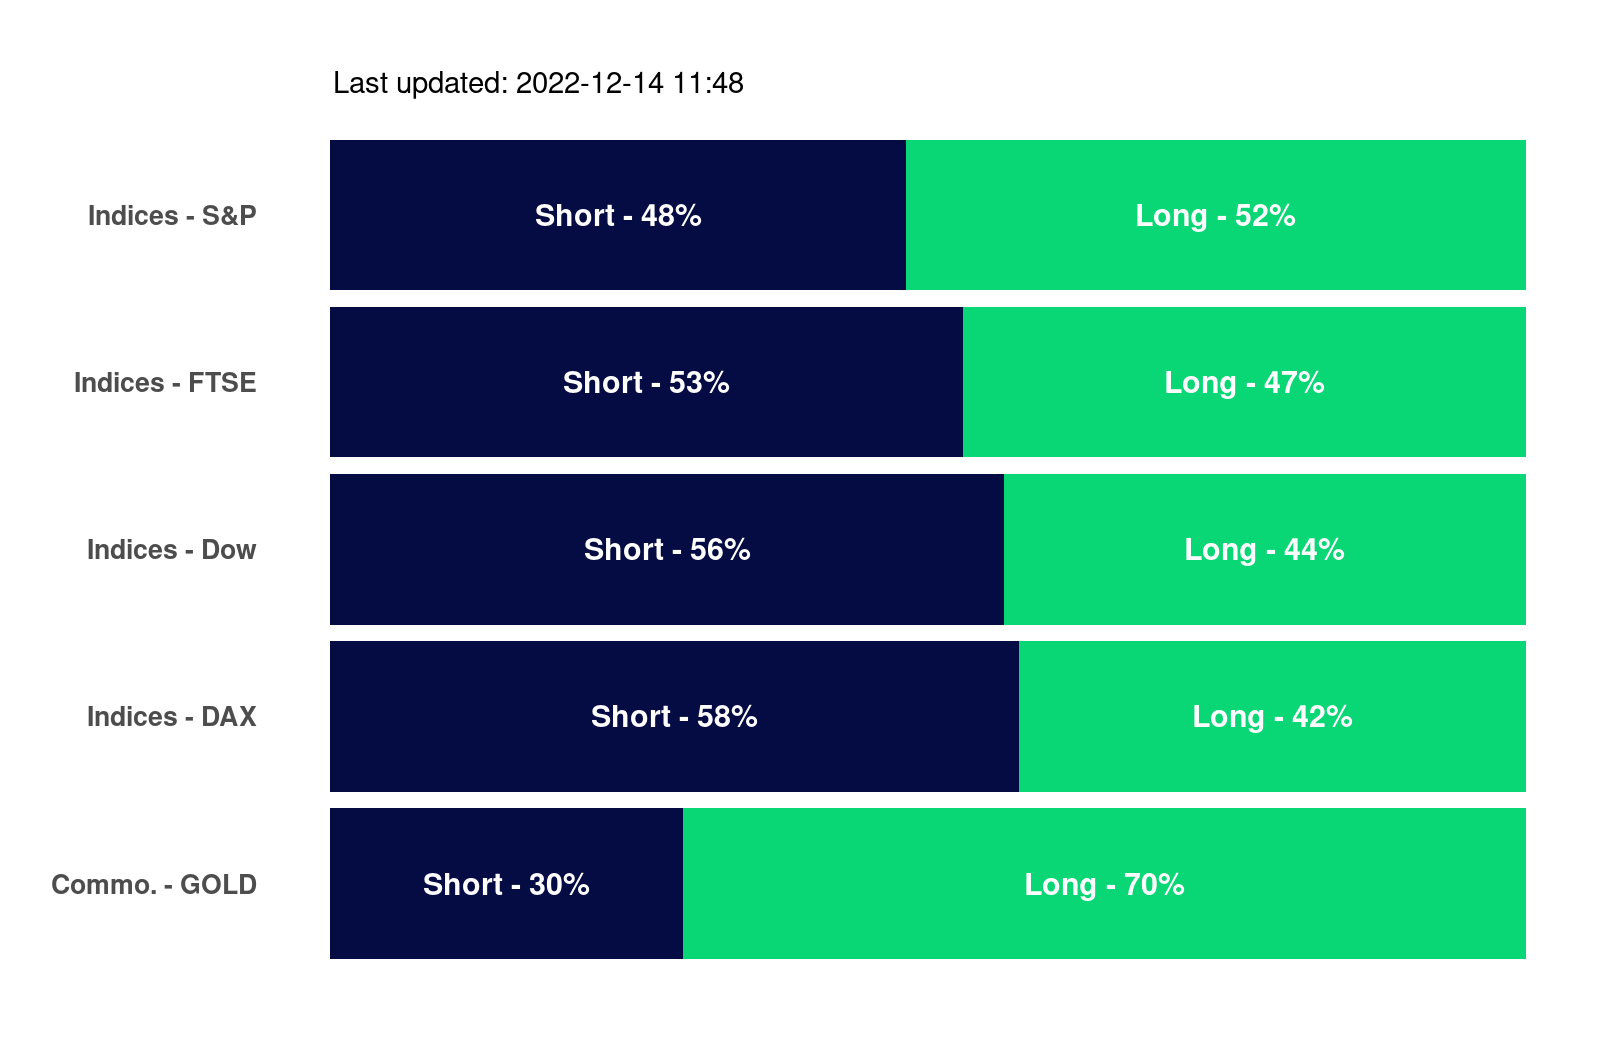 Last updated: 2022-12-14 11:48
Indices - S&P Short - 48% Long - 52%
Indices - FTSE Short - 53% Long - 47%
Indices - Dow Short - 56% Long - 44%
Indices - DAX Short - 58% Long - 42%
Commo. - GOLD Short - 30% Long - 70%